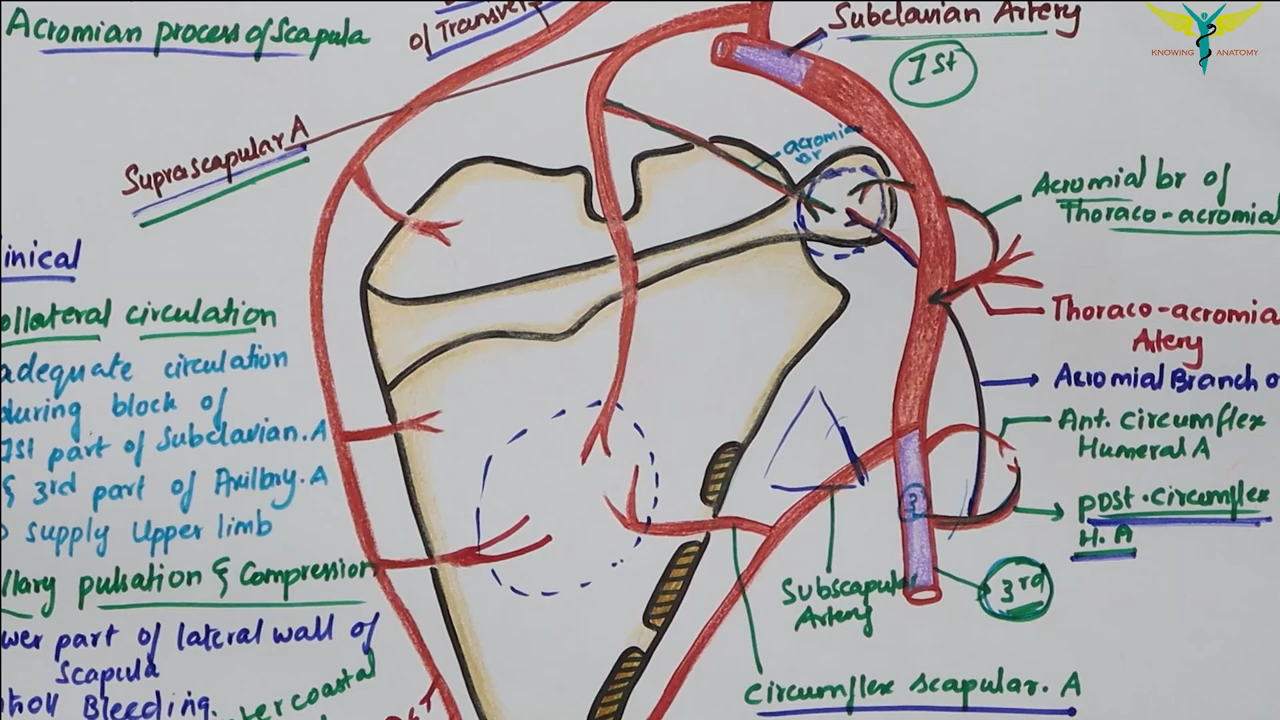 Acromian process of Scapula
of Transver
Subclavian Artery
1st
KNOWING ANATOMY
Suprascapular A
acromial
br
Acromial br of
Thoraco-acromial
inical
ollateral circulation
adequate circulation
during block of
1st part of Subclavian.A
& 3rd part of Axillary.A
o supply Upper limb
Thoraco-acromia
Artery
Acromial Branch o
Ant. Circumflex
Humeral A
post.circumflex
H.A
3
3rd
Subscapular
Artery
llary pulsation & Compression
wer part of lateral wall of
Scapula
Bleeding.
tercoastal
circumflex scapular. A